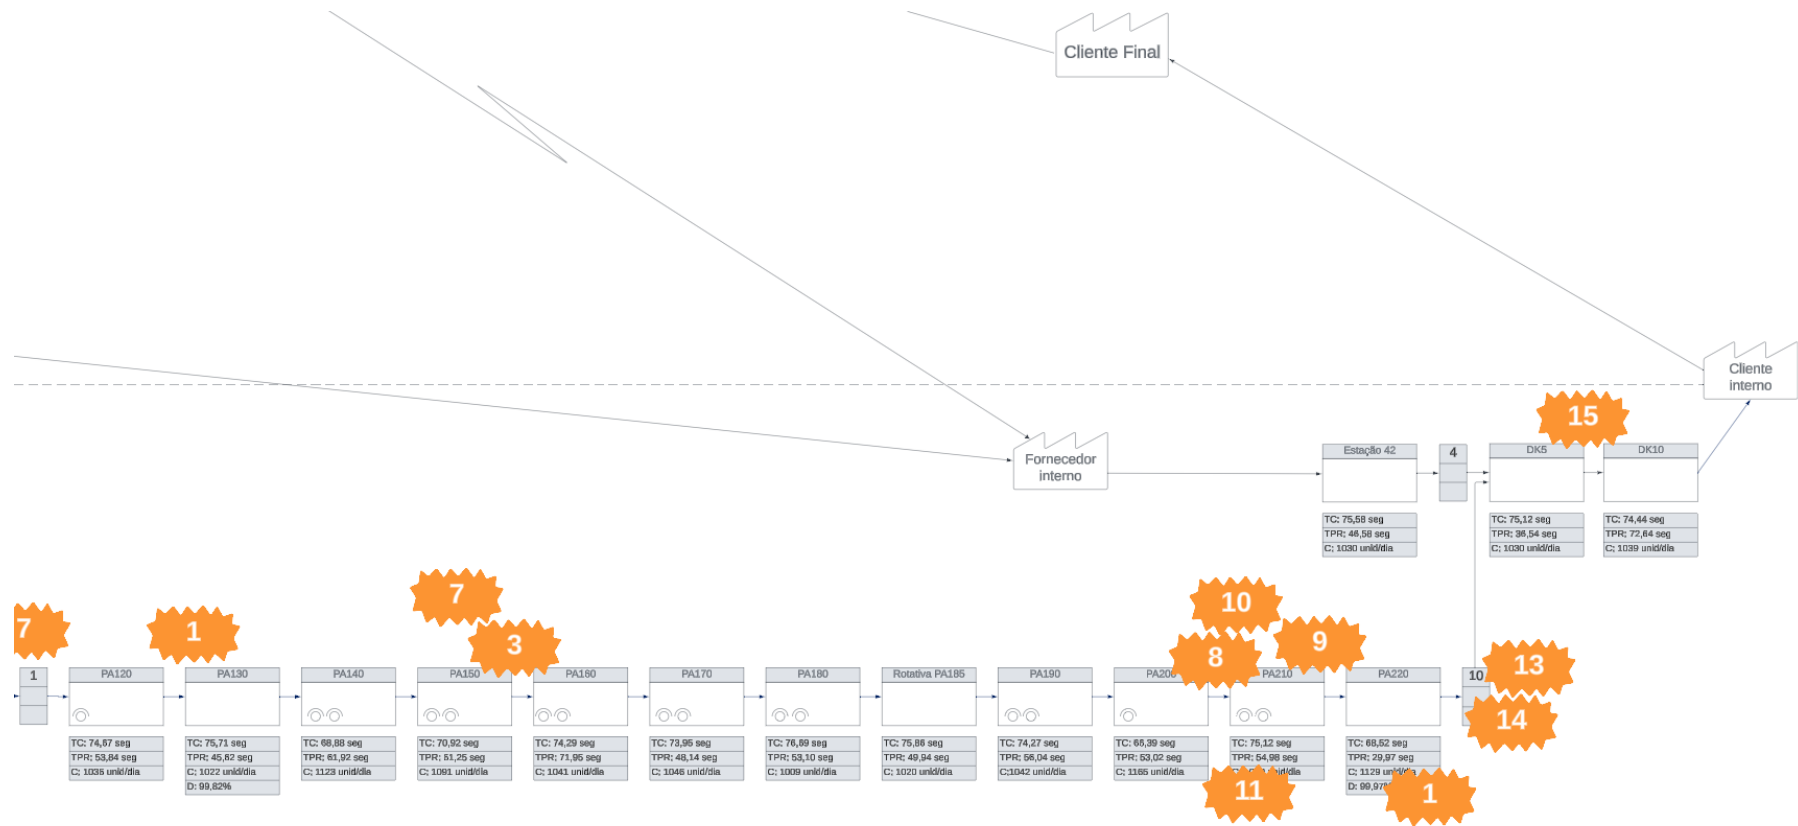 Cliente Final
Cliente
interno
15
Fornecedor
interno
Estação 42
4
DK5
DK10
TC: 75,58 seg
TPR: 46,58 seg
C; 1030 unid/dia
TC: 75,12 seg
TPR: 36,54 seg
C; 1030 unid/dia
TC: 74,44 seg
TPR: 72,64 seg
C; 1039 unid/dia
7
1
7
3
10
8
9
13
14
1
PA120
PA130
PA140
PA150
PA160
PA170
PA180
Rotativa PA185
PA190
PA200
PA210
PA220
10
TC: 74,67 seg
TPR: 53,84 seg
C; 1035 unid/dia
TC: 75,71 seg
TPR: 45,62 seg
C; 1022 unid/dia
D: 99,82%
TC: 68,88 seg
TPR: 61,92 seg
C; 1123 unid/dia
TC: 70,92 seg
TPR: 51,25 seg
C; 1091 unid/dia
TC: 74,29 seg
TPR: 71,95 seg
C; 1041 unid/dia
TC: 73,95 seg
TPR: 48,14 seg
C; 1046 unid/dia
TC: 76,69 seg
TPR: 53,10 seg
C; 1009 unid/dia
TC: 75,86 seg
TPR: 49,94 seg
C; 1020 unid/dia
TC: 74,27 seg
TPR: 56,04 seg
C;1042 unid/dia
TC: 66,39 seg
TPR: 53,02 seg
C; 1165 unid/dia
TC: 75,12 seg
TPR: 54,98 seg
11
TC: 68,52 seg
TPR: 29,97 seg
C; 1129 unid/dia
D: 99,97%
1